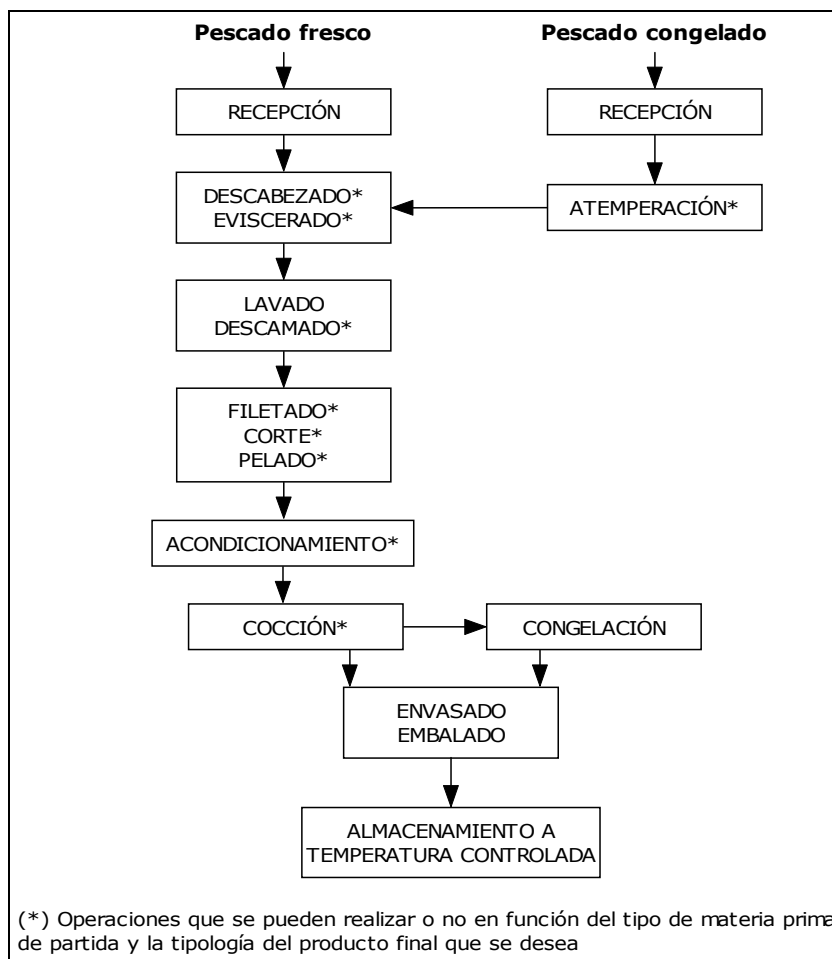 Pescado fresco
Pescado congelado
RECEPCIÓN
RECEPCIÓN
DESCABEZADO*
EVISCERADO*
ATEMPERACIÓN*
LAVADO
DESCAMADO*
FILETADO*
CORTE*
PELADO*
ACONDICIONAMIENTO*
COCCIÓN*
CONGELACIÓN
ENVASADO
EMBALADO
ALMACENAMIENTO A
TEMPERATURA CONTROLADA
(*) Operaciones que se pueden realizar o no en función del tipo de materia prima
de partida y la tipología del producto final que se desea